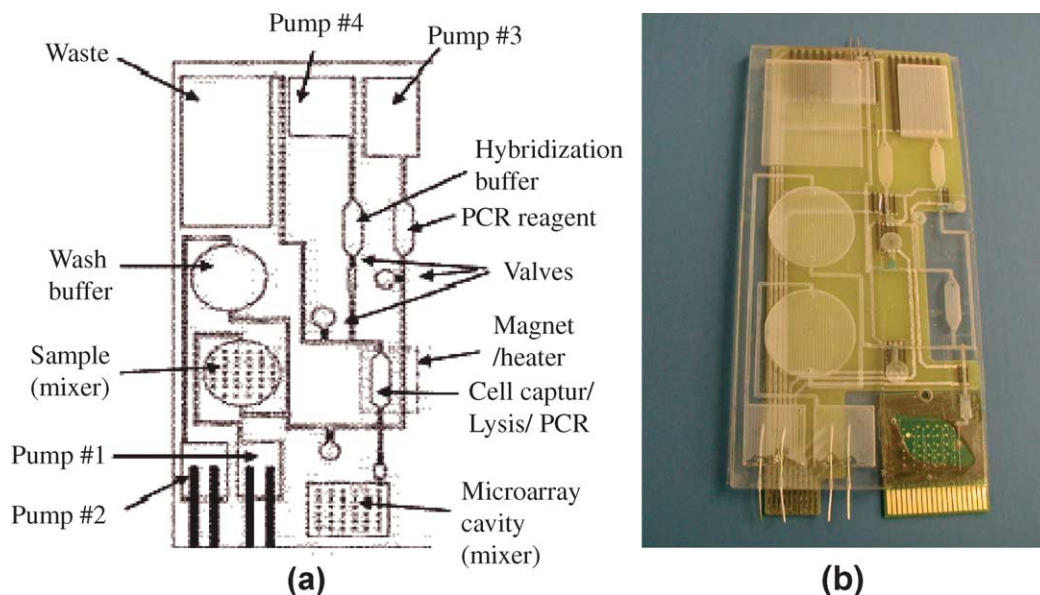 Pump #4
Pump #3
Waste
Hybridization
buffer
PCR reagent
Wash
buffer
Valves
Magnet
/heater
Sample
(mixer)
Cell captur/
Lysis/ PCR
Pump #1
Pump #2
Microarray
cavity
(mixer)
(a)
(b)